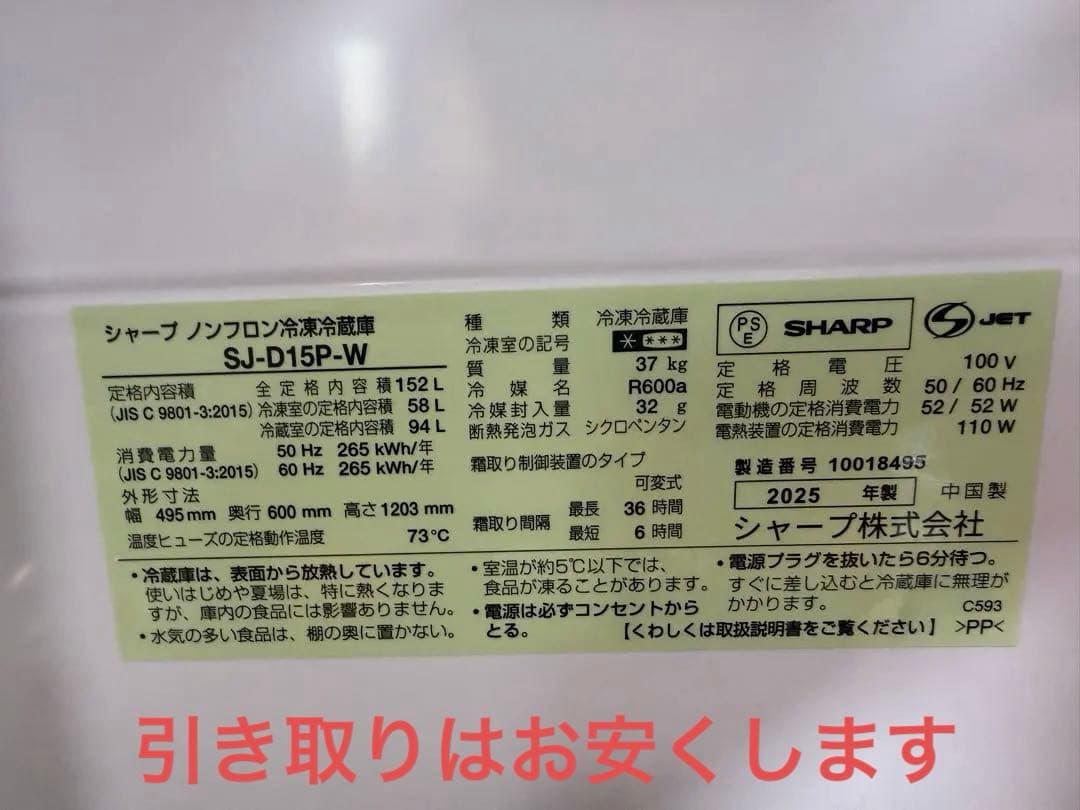 シャープ ノンフロン冷凍冷蔵庫
SJ-D15P-W
定格内容積 全定格内容積 152 L
(JIS C 9801-3:2015) 冷凍室の定格内容積 58 L
冷蔵室の定格内容積 94 L
消費電力量 50 Hz 265 kWh/年
(JIS C 9801-3:2015) 60 Hz 265 kWh/年
外形寸法
幅 495 mm 奥行 600 mm 高さ 1203 mm
温度ヒューズの定格動作温度 73℃
種類 冷凍冷蔵庫
冷凍室の記号 * ***
質量 37 kg
冷媒名 R600a
冷媒封入量 32 g
断熱発泡ガス シクロペンタン
霜取り制御装置のタイプ
可変式
霜取り間隔 最長 36 時間
最短 6 時間
PSE SHARP JET
定格電圧 100 V
定格周波数 50 / 60 Hz
電動機の定格消費電力 52 / 52 W
電熱装置の定格消費電力 110 W
製造番号 10018495
2025 年製 中国製
シャープ株式会社
・冷蔵庫は、表面から放熱しています。
使いはじめや夏場は、特に熱くなりま
すが、庫内の食品には影響ありません。
・水気の多い食品は、棚の奥に置かない。
・室温が約5℃以下では、
食品が凍ることがあります。
・電源は必ずコンセントから
とる。
・電源プラグを抜いたら6分待つ。
すぐに差し込むと冷蔵庫に無理が
かかります。
C593
【くわしくは取扱説明書をご覧ください】 >PP<
引き取りはお安くします